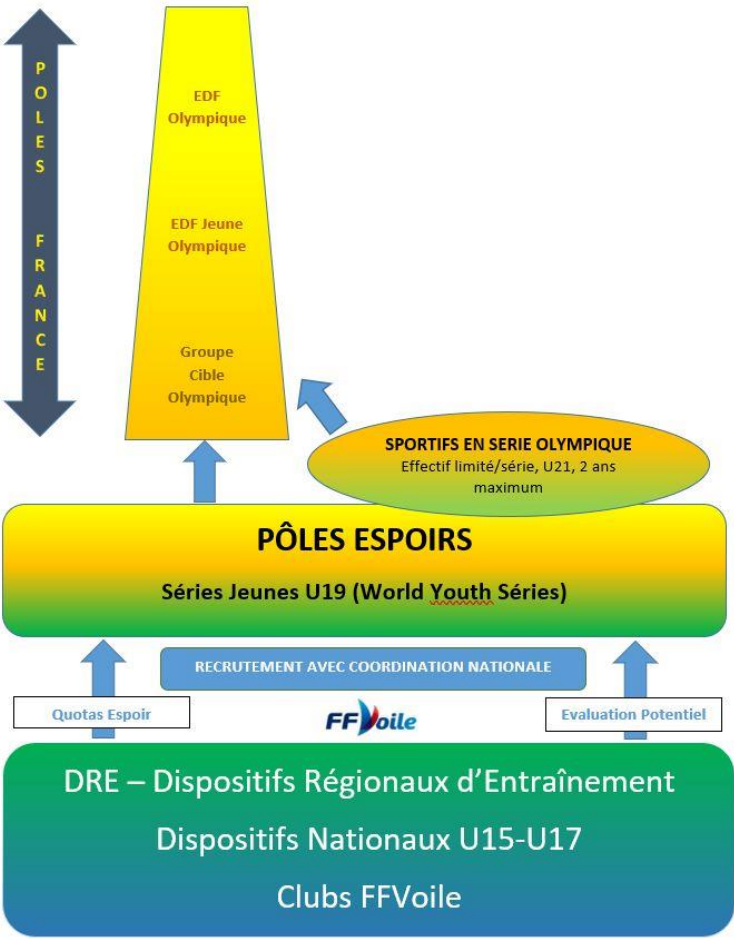 POLES FRANCE
EDF
Olympique
EDF Jeune
Olympique
Groupe
Cible
Olympique
SPORTIFS EN SERIE OLYMPIQUE
Effectif limité/série, U21, 2 ans
maximum
PÔLES ESPOIRS
Séries Jeunes U19 (World Youth Séries)
RECRUTEMENT AVEC COORDINATION NATIONALE
Quotas Espoir
FFVoile
Evaluation Potentiel
DRE – Dispositifs Régionaux d’Entraînement
Dispositifs Nationaux U15-U17
Clubs FFVoile